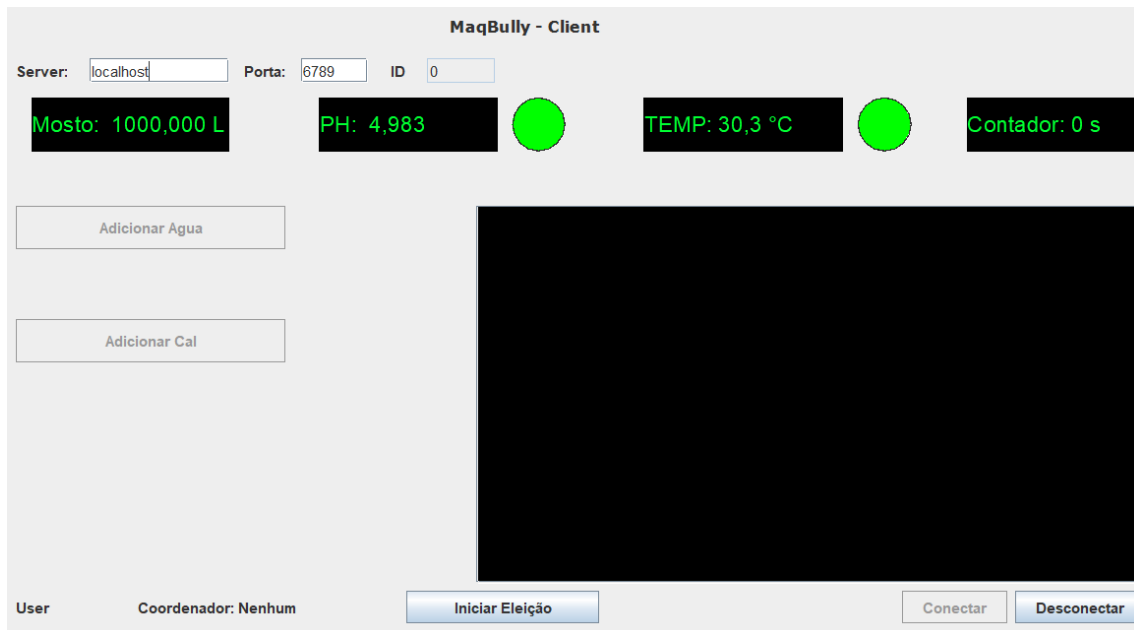 MaqBully - Client
Server: localhost Porta: 6789 ID 0
Mosto: 1000,000 L PH: 4,983 TEMP: 30,3 °C Contador: 0 s
Adicionar Agua
Adicionar Cal
User Coordenador: Nenhum Iniciar Eleição Conectar Desconectar